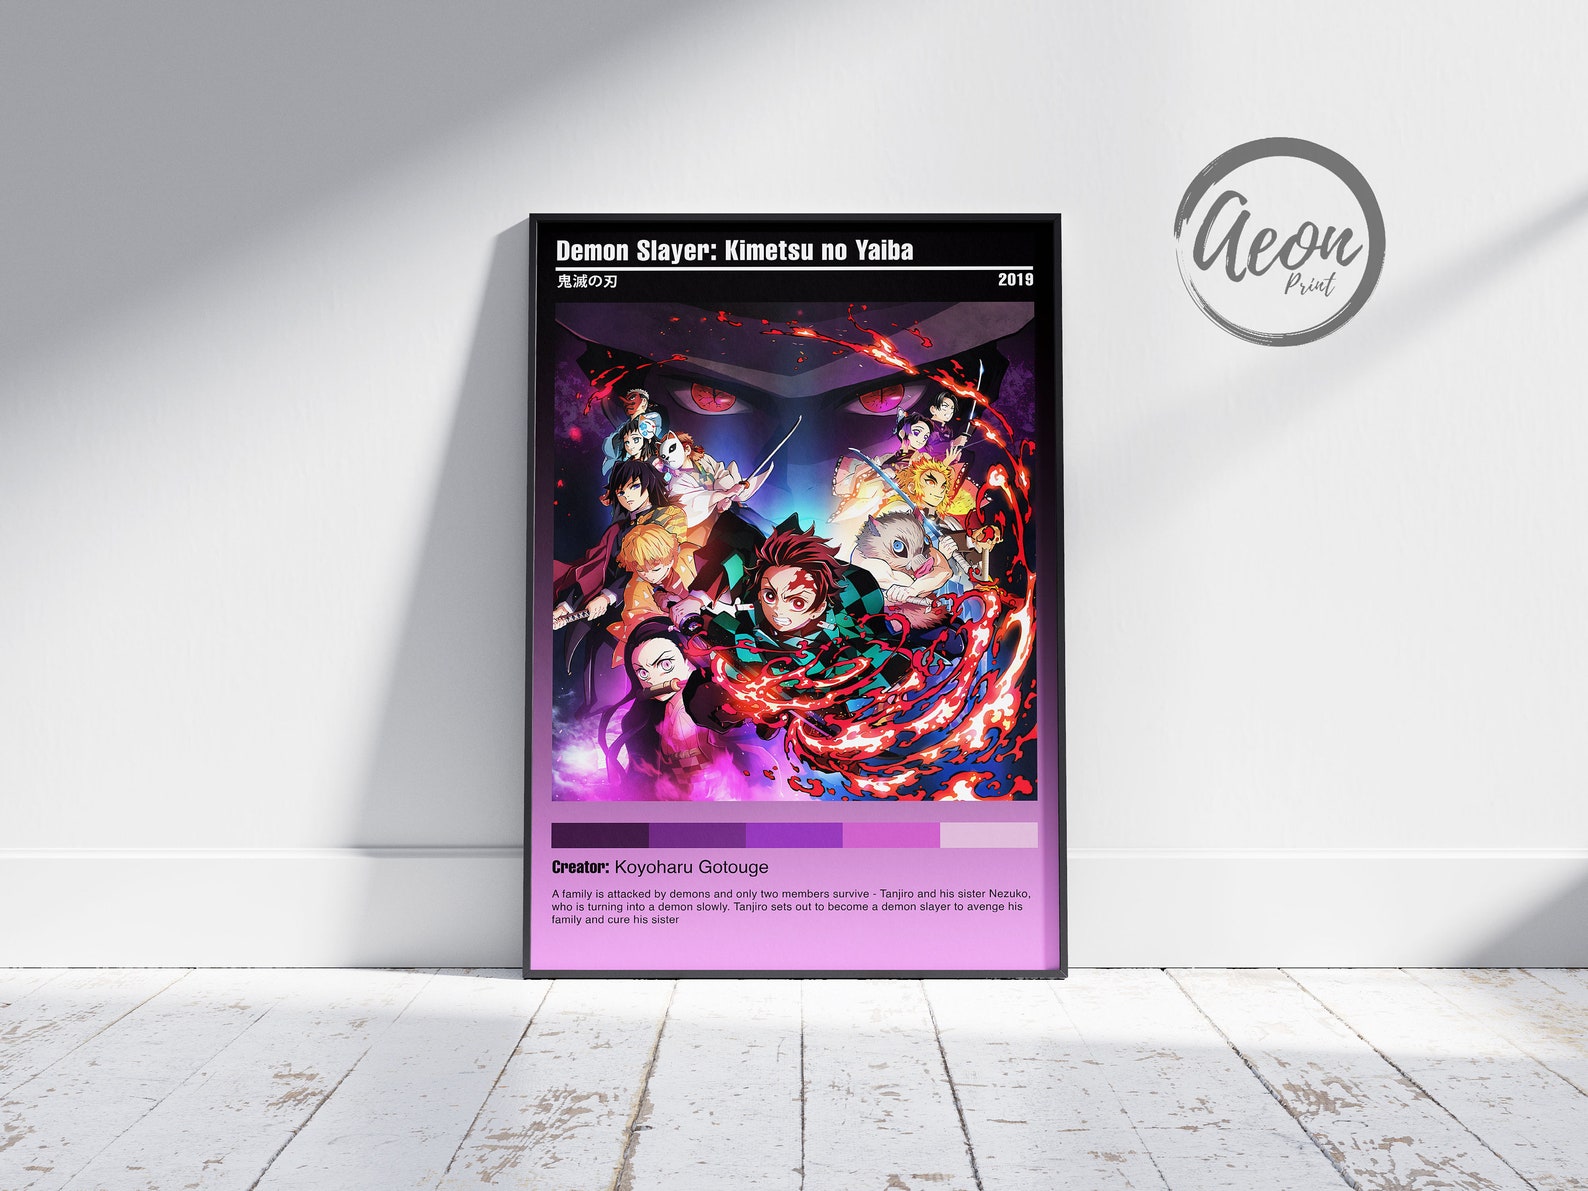 Demon Slayer: Kimetsu no Yaiba
鬼滅の刃
2019
Aeon
Print
Creator: Koyoharu Gotouge
A family is attacked by demons and only two members survive - Tanjiro and his sister Nezuko,
who is turning into a demon slowly. Tanjiro sets out to become a demon slayer to avenge his
family and cure his sister